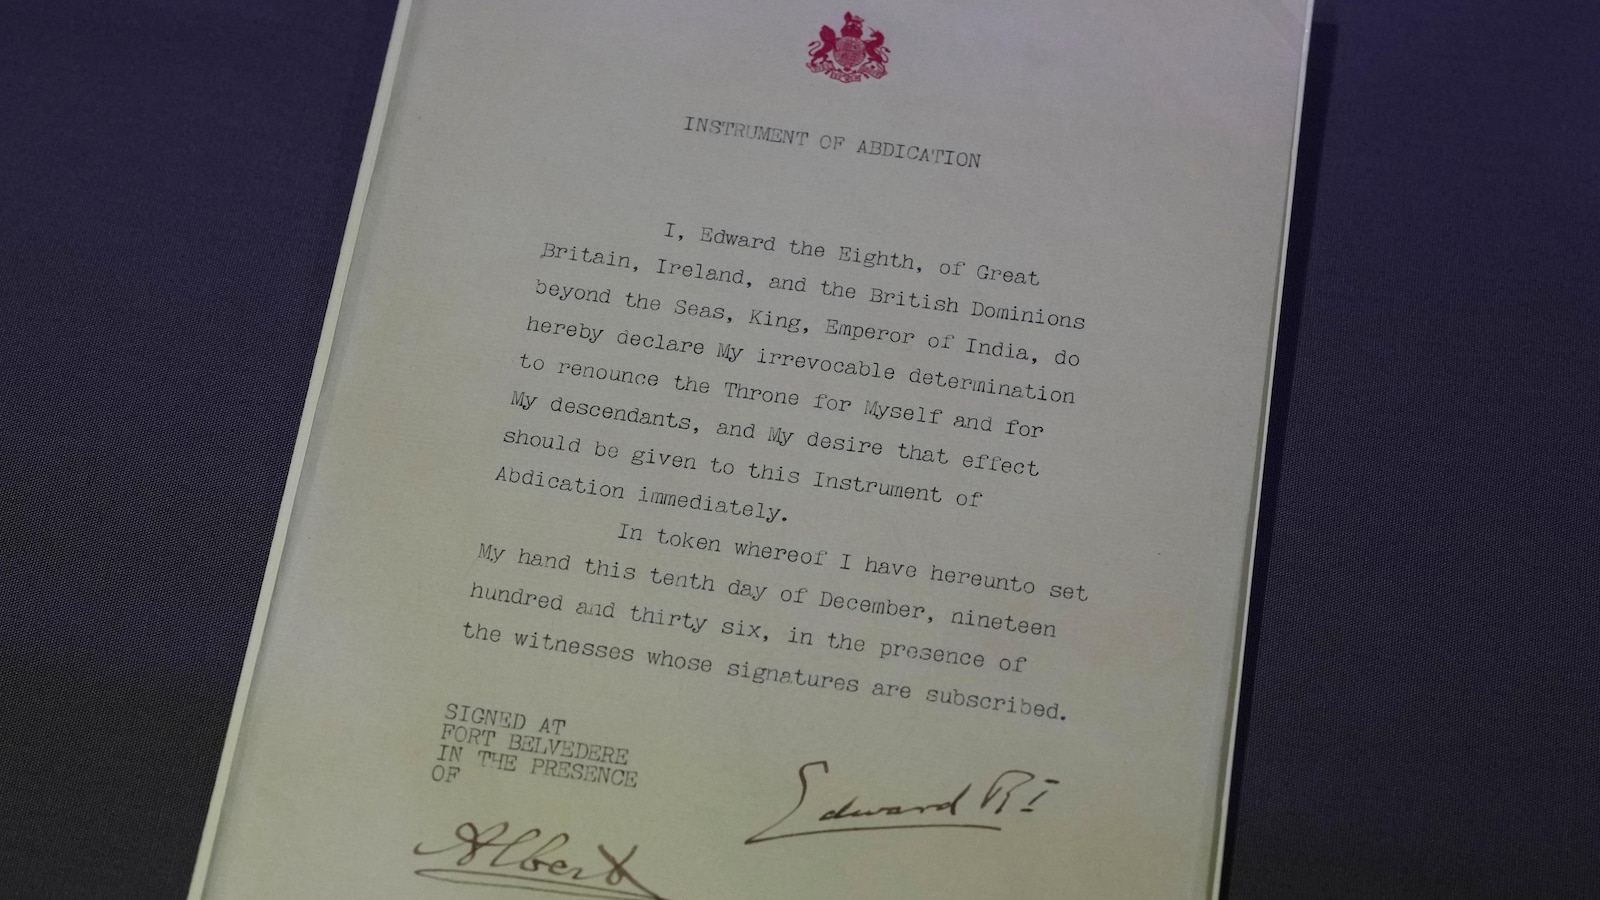 INSTRUMENT OF ABDICATION
I, Edward the Eighth, of Great
Britain, Ireland, and the British Dominions
beyond the Seas, King, Emperor of India, do
hereby declare My irrevocable determination
to renounce the Throne for Myself and for
My descendants, and My desire that effect
should be given to this Instrument of
Abdication immediately.
In token whereof I have hereunto set
My hand this tenth day of December, nineteen
hundred and thirty six, in the presence of
the witnesses whose signatures are subscribed.
SIGNED AT
FORT BELVEDERE
IN THE PRESENCE
OF
Edward RI
Albert